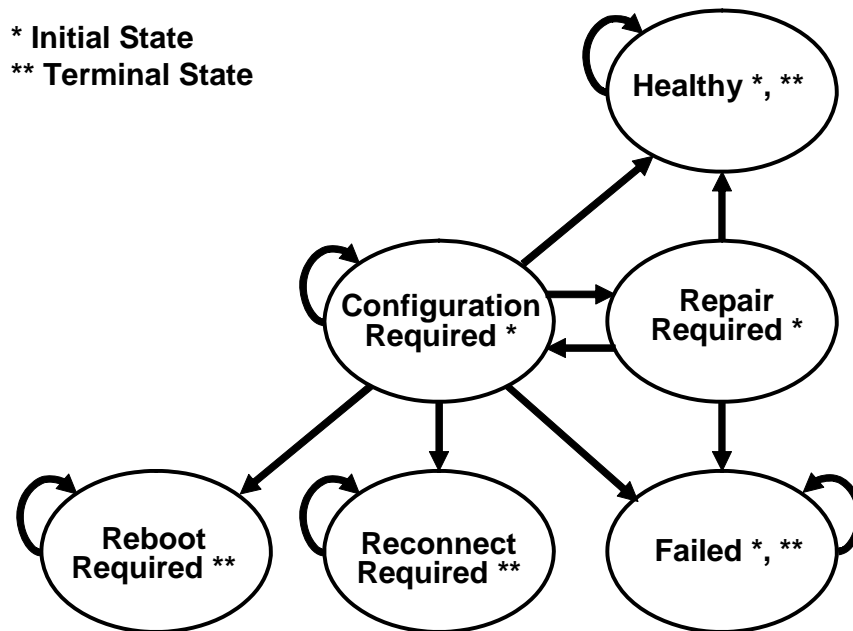 * Initial State
** Terminal State
Healthy *, **
Configuration
Required *
Repair
Required *
Reboot
Required **
Reconnect
Required **
Failed *, **